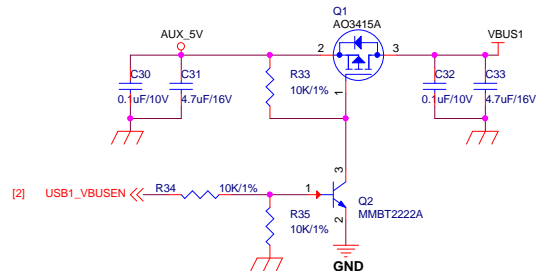 Q1
AO3415A
AUX_5V
VBUS1
2
3
C30
0.1uF/10V
C31
4.7uF/16V
R33
10K/1%
1
C32
0.1uF/10V
C33
4.7uF/16V
3
[2]
USB1_VBUSEN
R34
10K/1%
1
Q2
MMBT2222A
R35
10K/1%
2
GND